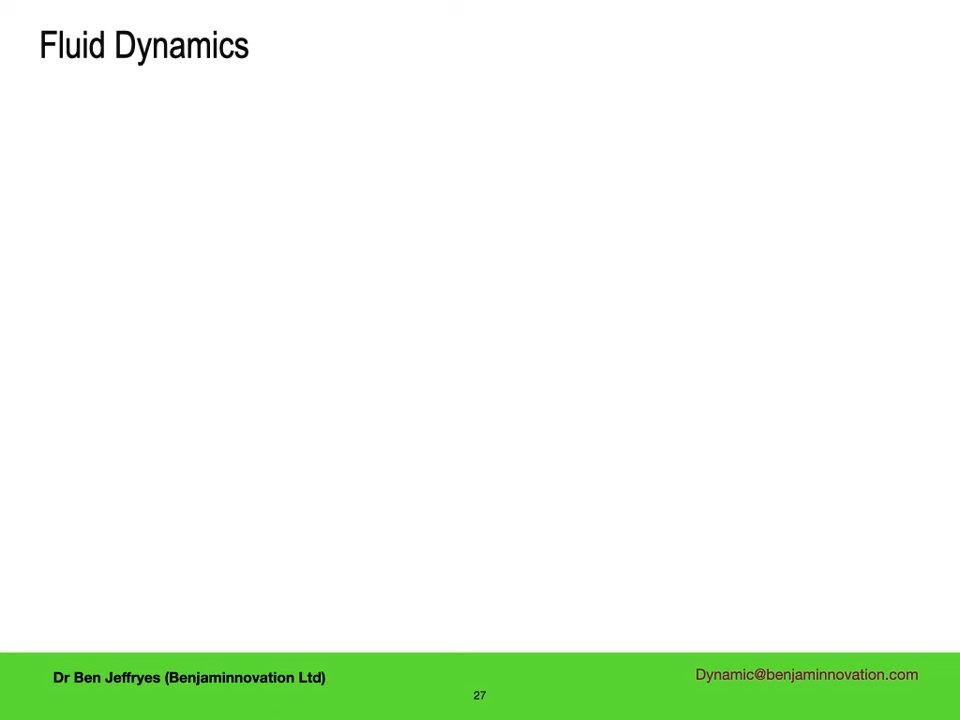 Fluid Dynamics
Dr Ben Jeffryes (Benjaminnovation Ltd)
Dynamic@benjaminnovation.com
27